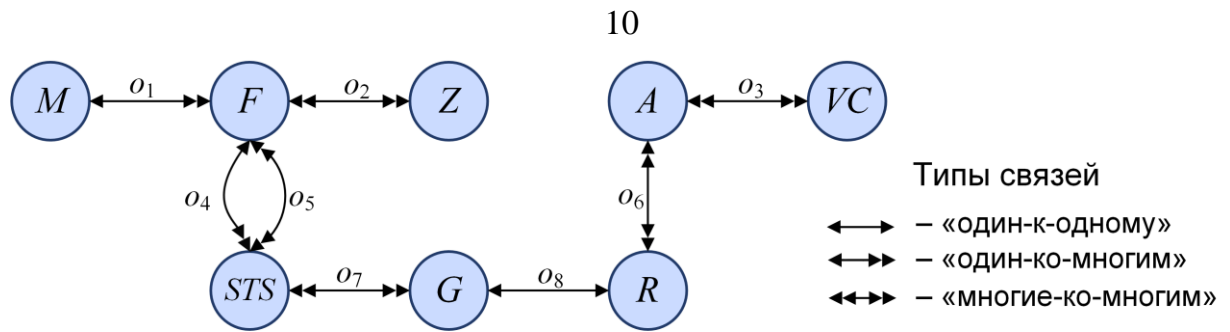 10
M o1 F o2 Z A o3 VC
o4 o5 o6
STS o7 G o8 R
Типы связей
– «один-к-одному»
– «один-ко-многим»
– «многие-ко-многим»